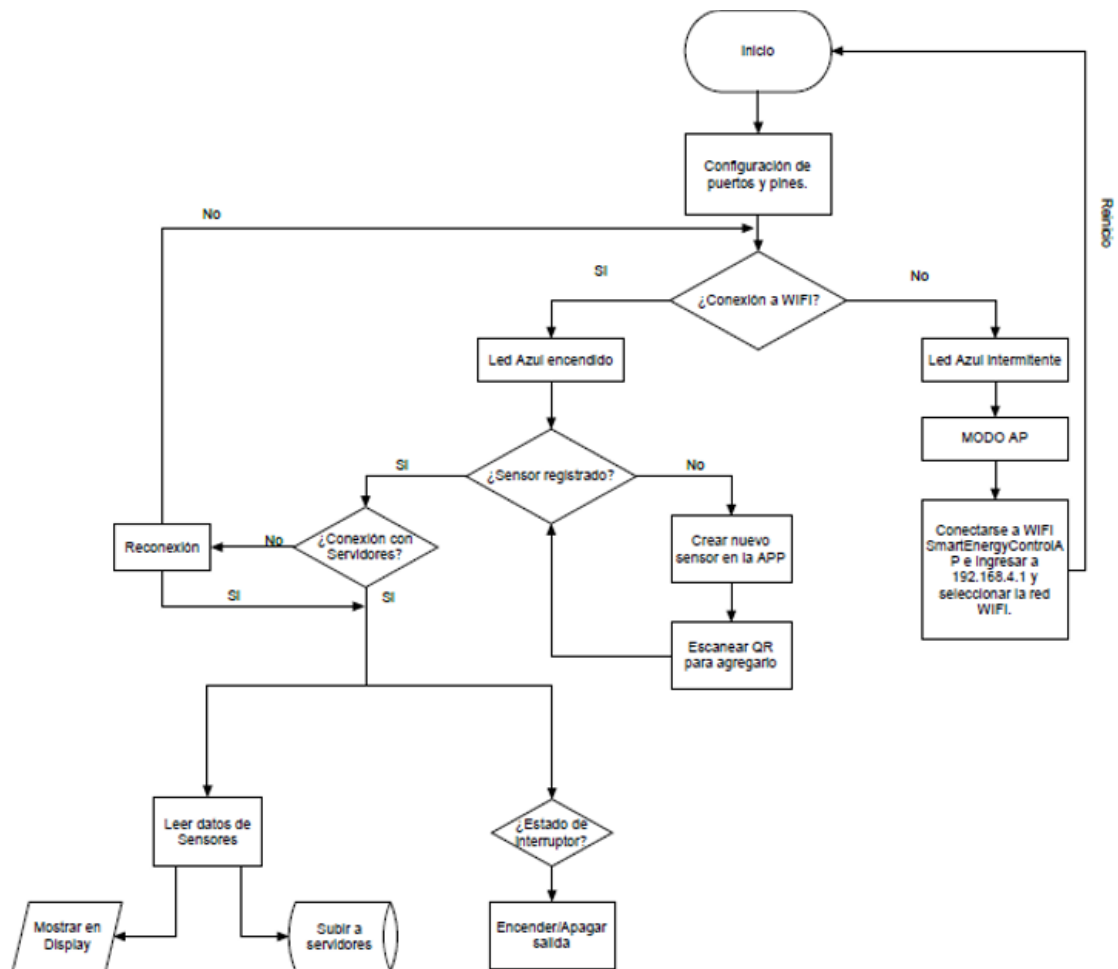 Inicio
Configuración de
puertos y pines.
No
Reinicio
¿Conexión a WIFI?
SI
No
Led Azul encendido
Led Azul Intermitente
MODO AP
¿Sensor registrado?
SI
No
Conectarse a WIFI
SmartEnergyControlA
P e Ingresar a
192.168.4.1 y
seleccionar la red
WIFI.
Crear nuevo
sensor en la APP
¿Conexión con
Servidores?
No
Reconexión
SI
SI
Escanear QR
para agregarlo
Leer datos de
Sensores
¿Estado de
Interruptor?
Mostrar en
Display
Subir a
servidores
Encender/Apagar
salida